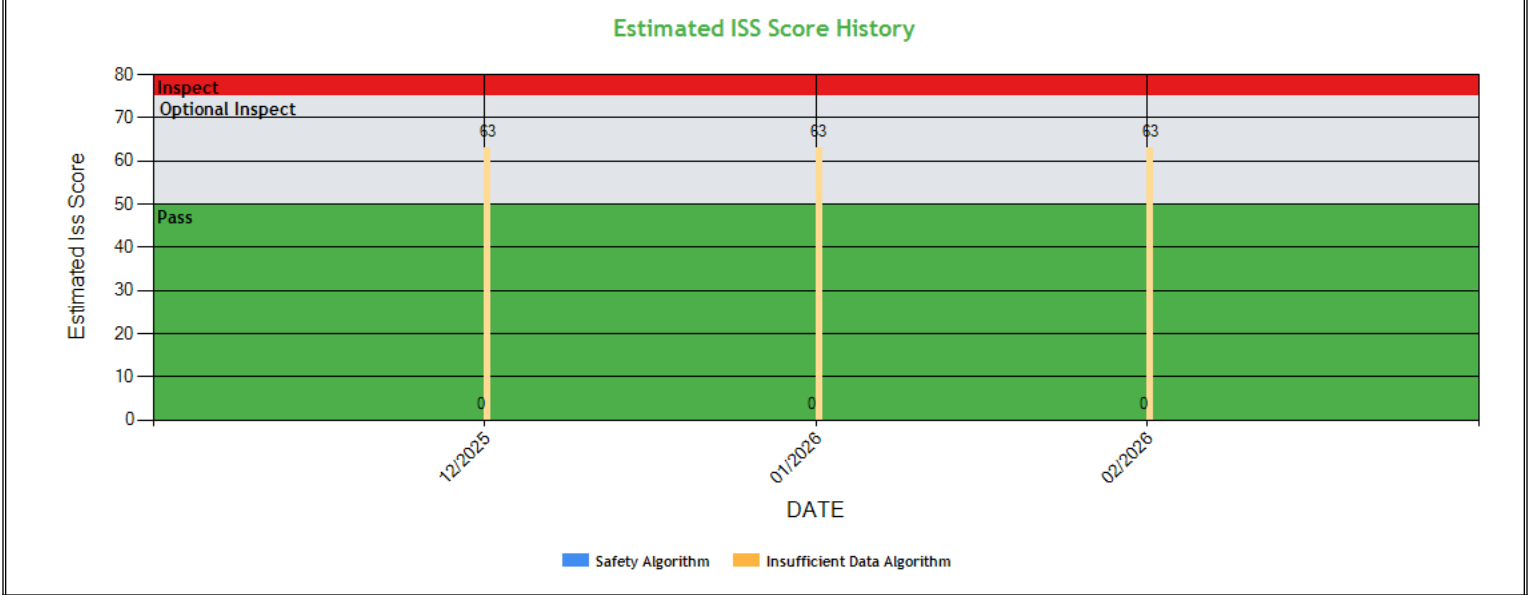 Estimated ISS Score History
80
Inspect
Optional Inspect
70
63 63 63
60
50
Pass
40
30
20
10
0 0 0
0
Estimated Iss Score
12/2025 01/2026 02/2026
DATE
Safety Algorithm Insufficient Data Algorithm